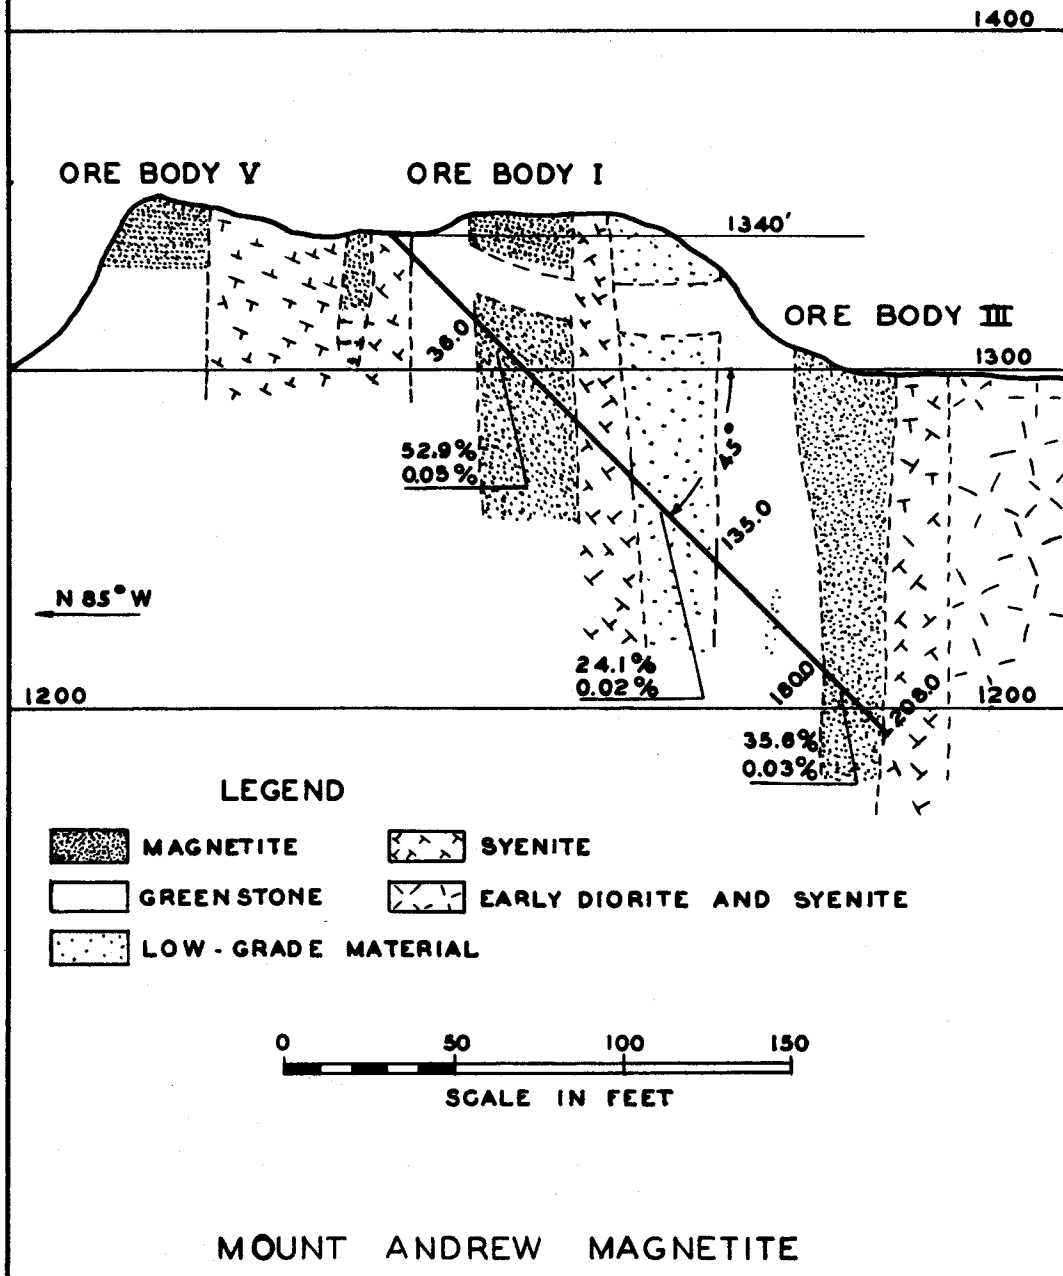 1400
ORE BODY V
ORE BODY I
1340'
ORE BODY III
36.0
1300
45°
52.9%
0.05%
135.0
N 85° W
24.1%
0.02%
180.0
208.0
1200
1200
35.6%
0.03%
LEGEND
MAGNETITE
SYENITE
GREENSTONE
EARLY DIORITE AND SYENITE
LOW-GRADE MATERIAL
0 50 100 150
SCALE IN FEET
MOUNT ANDREW MAGNETITE